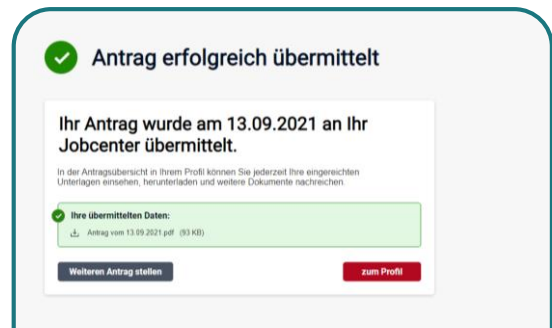 Antrag erfolgreich übermittelt
Ihr Antrag wurde am 13.09.2021 an Ihr
Jobcenter übermittelt.
In der Antragsübersicht in Ihrem Profil können Sie jederzeit Ihre eingereichten
Unterlagen einsehen, herunterladen und weitere Dokumente nachreichen.
Ihre übermittelten Daten:
Antrag vom 13.09.2021.pdf (93 KB)
Weiteren Antrag stellen
zum Profil